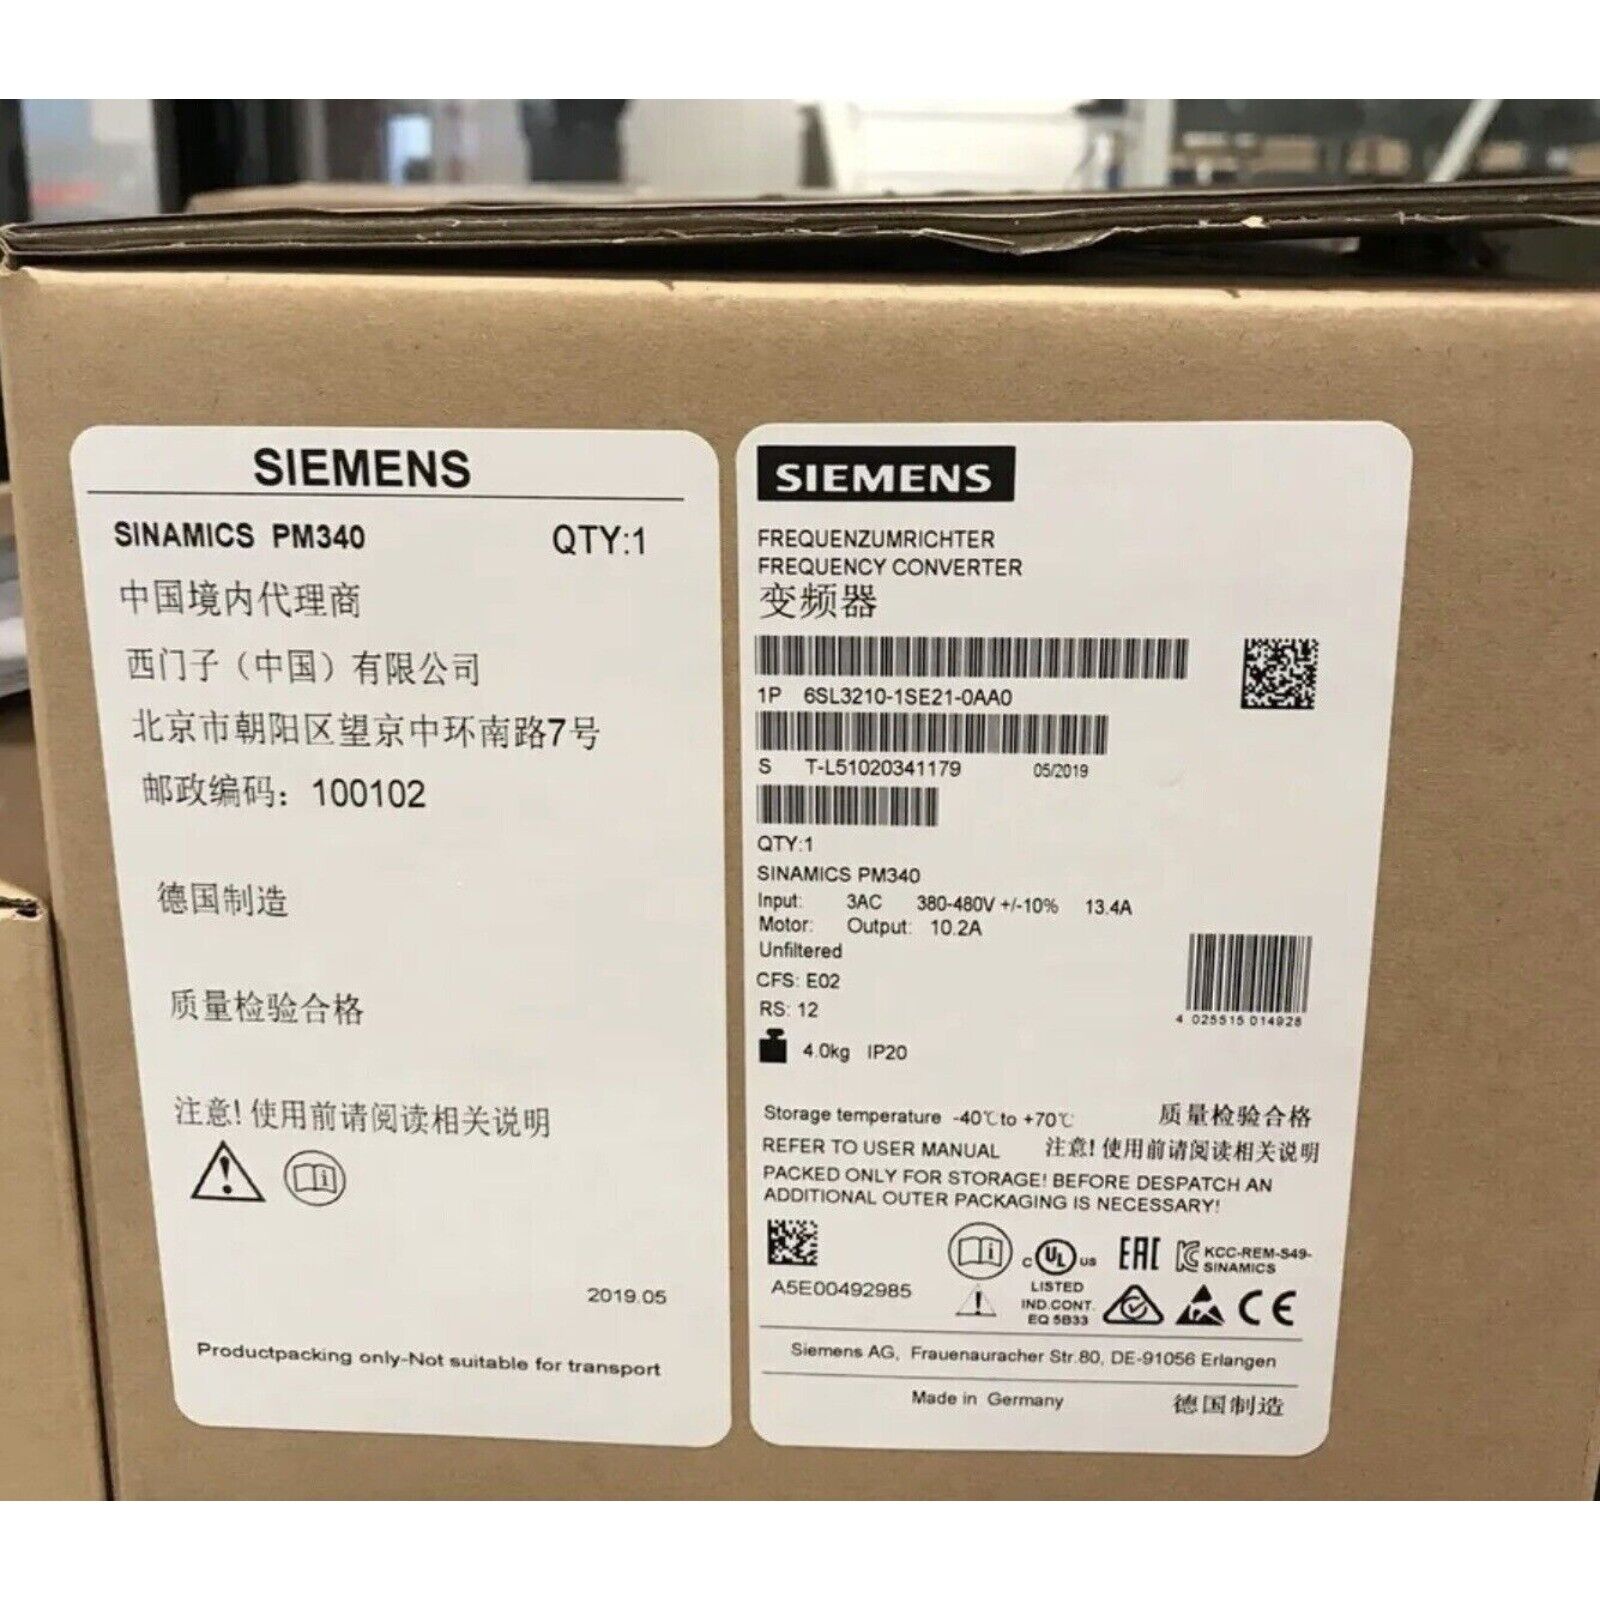 SIEMENS
SINAMICS PM340 QTY:1
中国境内代理商
西门子（中国）有限公司
北京市朝阳区望京中环南路7号
邮政编码：100102
德国制造
质量检验合格
注意!使用前请阅读相关说明
2019.05
Productpacking only-Not suitable for transport
SIEMENS
FREQUENZUMRICHTER
FREQUENCY CONVERTER
变频器
1P 6SL3210-1SE21-0AA0
S T-L51020341179 05/2019
QTY:1
SINAMICS PM340
Input: 3AC 380-480V +/-10% 13.4A
Motor: Output: 10.2A
Unfiltered
CFS: E02
RS: 12
4 025515 014928
4.0kg IP20
Storage temperature -40℃ to +70℃ 质量检验合格
REFER TO USER MANUAL 注意!使用前请阅读相关说明
PACKED ONLY FOR STORAGE! BEFORE DESPATCH AN
ADDITIONAL OUTER PACKAGING IS NECESSARY!
A5E00492985
c UL us
LISTED
IND.CONT.
EQ 5B33
EAC
KCC-REM-S49-
SINAMICS
CE
Siemens AG, Frauenauracher Str.80, DE-91056 Erlangen
Made in Germany 德国制造